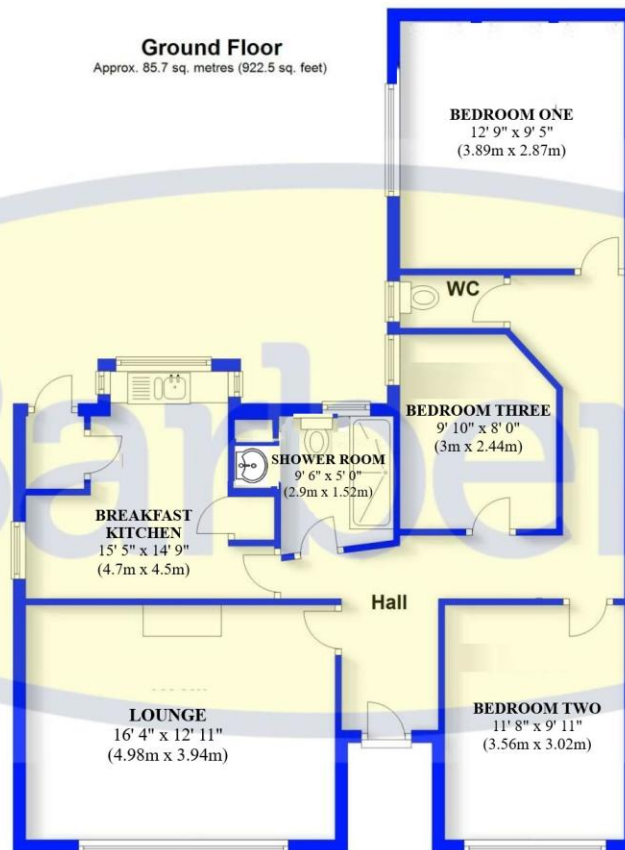 Ground Floor
Approx. 85.7 sq. metres (922.5 sq. feet)
BEDROOM ONE
12' 9" x 9' 5"
(3.89m x 2.87m)
WC
BEDROOM THREE
9' 10" x 8' 0"
(3m x 2.44m)
SHOWER ROOM
9' 6" x 5' 0"
(2.9m x 1.52m)
BREAKFAST
KITCHEN
15' 5" x 14' 9"
(4.7m x 4.5m)
Hall
LOUNGE
16' 4" x 12' 11"
(4.98m x 3.94m)
BEDROOM TWO
11' 8" x 9' 11"
(3.56m x 3.02m)